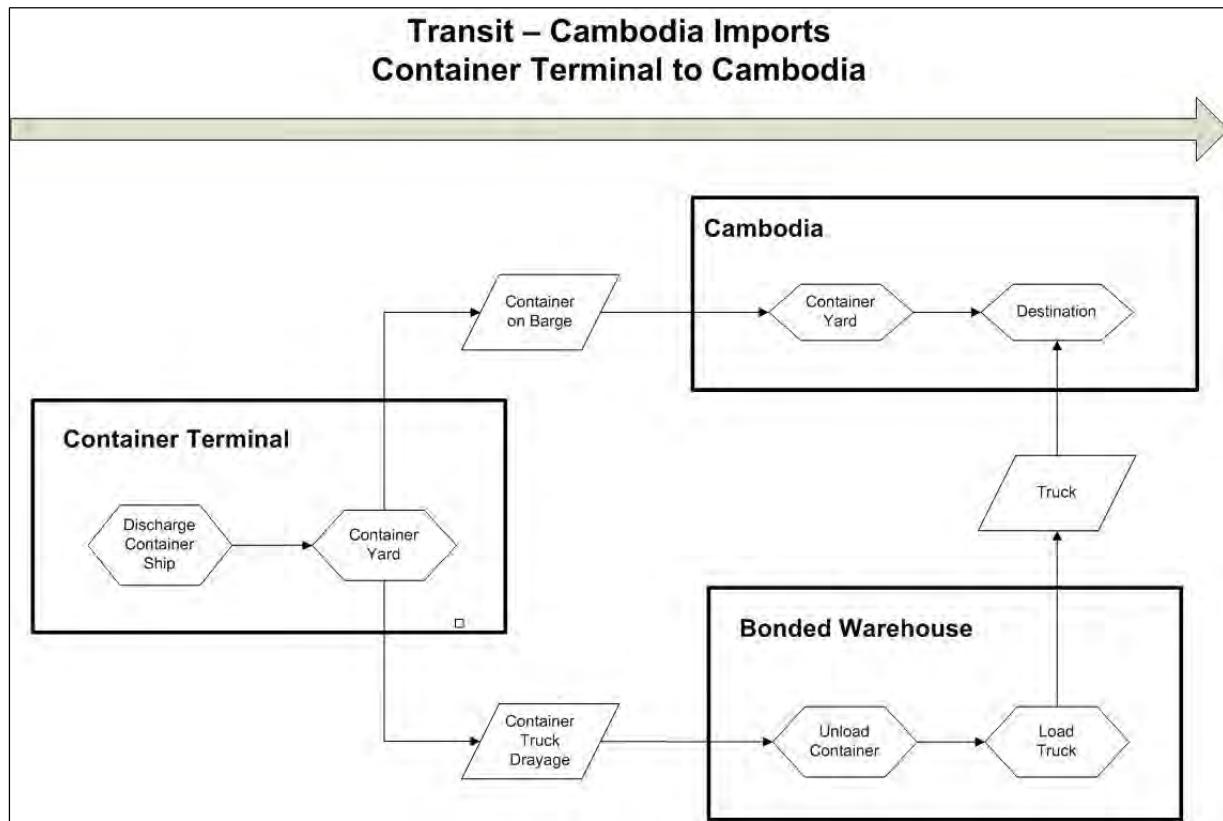 Transit – Cambodia Imports
Container Terminal to Cambodia
Cambodia
Container
on Barge
Container
Yard
Destination
Container Terminal
Discharge
Container
Ship
Container
Yard
Truck
Bonded Warehouse
Container
Truck
Drayage
Unload
Container
Load
Truck